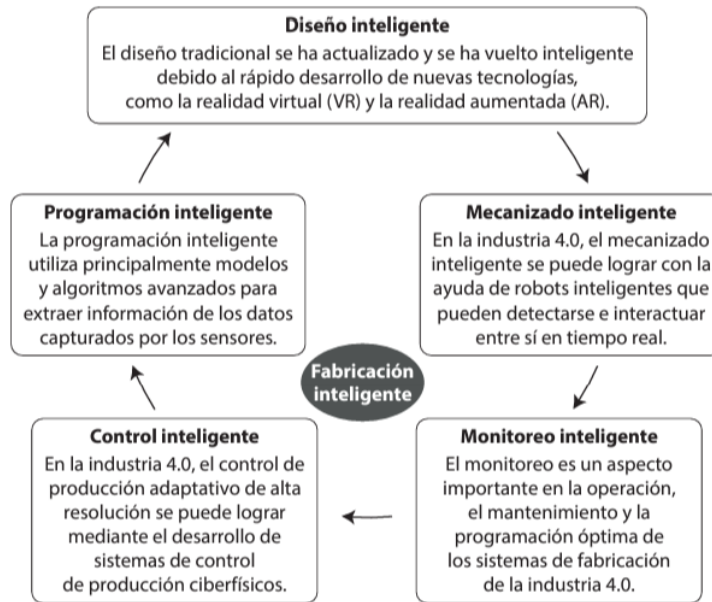 Diseño inteligente
El diseño tradicional se ha actualizado y se ha vuelto inteligente
debido al rápido desarrollo de nuevas tecnologías,
como la realidad virtual (VR) y la realidad aumentada (AR).
Mecanizado inteligente
En la industria 4.0, el mecanizado
inteligente se puede lograr con la
ayuda de robots inteligentes que
pueden detectarse e interactuar
entre sí en tiempo real.
Monitoreo inteligente
El monitoreo es un aspecto
importante en la operación,
el mantenimiento y la
programación óptima de
los sistemas de fabricación
de la industria 4.0.
Control inteligente
En la industria 4.0, el control de
producción adaptativo de alta
resolución se puede lograr
mediante el desarrollo de
sistemas de control
de producción ciberfísicos.
Programación inteligente
La programación inteligente
utiliza principalmente modelos
y algoritmos avanzados para
extraer información de los datos
capturados por los sensores.
Fabricación
inteligente